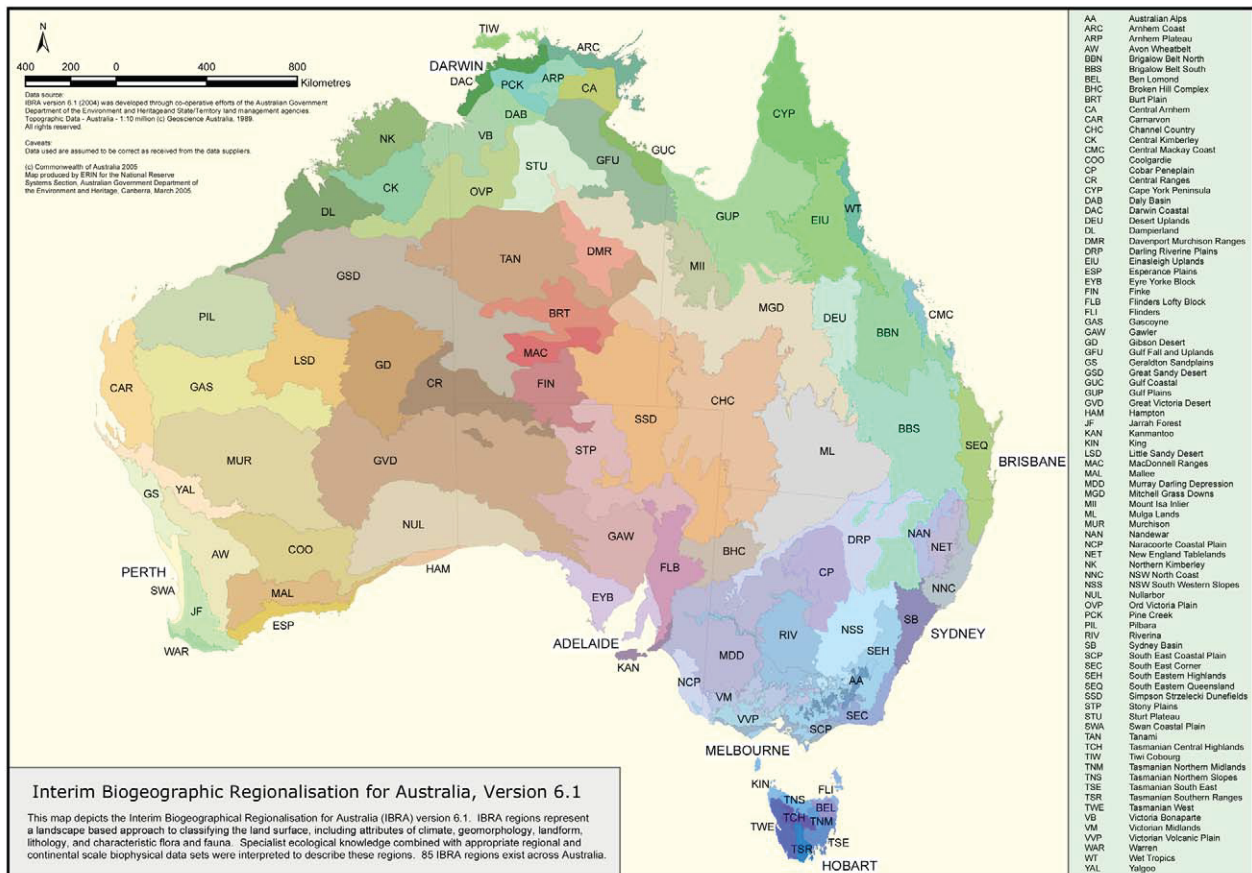 N
400 200 0 400 800
Kilometres
Data source:
IBRA version 6.1 (2004) was developed through co-operative efforts of the Australian Government
Department of the Environment and Heritageand State/Territory land management agencies.
Topographic Data - Australia - 1:10 million (c) Geoscience Australia, 1989.
All rights reserved.
Caveats:
Data used are assumed to be correct as received from the data suppliers.
(c) Commonwealth of Australia 2005
Map produced by ERIN for the National Reserve
Systems Section, Australian Government Department of
the Environment and Heritage, Canberra, March 2005.
TIW
ARC
DARWIN
DAC
PCK
ARP
CA
DAB
CYP
NK
VB
STU
GFU
GUC
CK
OVP
DL
GUP
EIU
WT
GSD
TAN
DMR
MII
PIL
BRT
MGD
DEU
BBN
CMC
LSD
GD
MAC
CAR
GAS
CR
FIN
SSD
CHC
BBS
SEQ
BRISBANE
MUR
GVD
STP
ML
YAL
GS
NUL
GAW
DRP
NAN
NET
AW
COO
HAM
FLB
BHC
CP
NNC
PERTH
SWA
JF
MAL
ESP
EYB
SB
SYDNEY
WAR
ADELAIDE
KAN
RIV
NSS
SEH
MDD
NCP
VM
AA
VVP
SCP
SEC
MELBOURNE
KIN
FLI
TNS
BEL
TCH
TNM
TWE
TSE
TSR
HOBART
Interim Biogeographic Regionalisation for Australia, Version 6.1
This map depicts the Interim Biogeographical Regionalisation for Australia (IBRA) version 6.1. IBRA regions represent
a landscape based approach to classifying the land surface, including attributes of climate, geomorphology, landform,
lithology, and characteristic flora and fauna. Specialist ecological knowledge combined with appropriate regional and
continental scale biophysical data sets were interpreted to describe these regions. 85 IBRA regions exist across Australia.
AA Australian Alps
ARC Arnhem Coast
ARP Arnhem Plateau
AW Avon Wheatbelt
BBN Brigalow Belt North
BBS Brigalow Belt South
BEL Ben Lomond
BHC Broken Hill Complex
BRT Burt Plain
CA Central Arnhem
CAR Carnarvon
CHC Channel Country
CK Central Kimberley
CMC Central Mackay Coast
COO Coolgardie
CP Cobar Peneplain
CR Central Ranges
CYP Cape York Peninsula
DAB Daly Basin
DAC Darwin Coastal
DEU Desert Uplands
DL Dampierland
DMR Davenport Murchison Ranges
DRP Darling Riverine Plains
EIU Einasleigh Uplands
ESP Esperance Plains
EYB Eyre Yorke Block
FIN Finke
FLB Flinders Lofty Block
FLI Flinders
GAS Gascoyne
GAW Gawler
GD Gibson Desert
GFU Gulf Fall and Uplands
GS Geraldton Sandplains
GSD Great Sandy Desert
GUC Gulf Coastal
GUP Gulf Plains
GVD Great Victoria Desert
HAM Hampton
JF Jarrah Forest
KAN Kanmantoo
KIN King
LSD Little Sandy Desert
MAC MacDonnell Ranges
MAL Mallee
MDD Murray Darling Depression
MGD Mitchell Grass Downs
MII Mount Isa Inlier
ML Mulga Lands
MUR Murchison
NAN Nandewar
NCP Naracoorte Coastal Plain
NET New England Tablelands
NK Northern Kimberley
NNC NSW North Coast
NSS NSW South Western Slopes
NUL Nullarbor
OVP Ord Victoria Plain
PCK Pine Creek
PIL Pilbara
RIV Riverina
SB Sydney Basin
SCP South East Coastal Plain
SEC South East Corner
SEH South Eastern Highlands
SEQ South Eastern Queensland
SSD Simpson Strzelecki Dunefields
STP Stony Plains
STU Sturt Plateau
SWA Swan Coastal Plain
TAN Tanami
TCH Tasmanian Central Highlands
TIW Tiwi Cobourg
TNM Tasmanian Northern Midlands
TNS Tasmanian Northern Slopes
TSE Tasmanian South East
TSR Tasmanian Southern Ranges
TWE Tasmanian West
VB Victoria Bonaparte
VM Victorian Midlands
VVP Victorian Volcanic Plain
WAR Warren
WT Wet Tropics
YAL Yalgoo